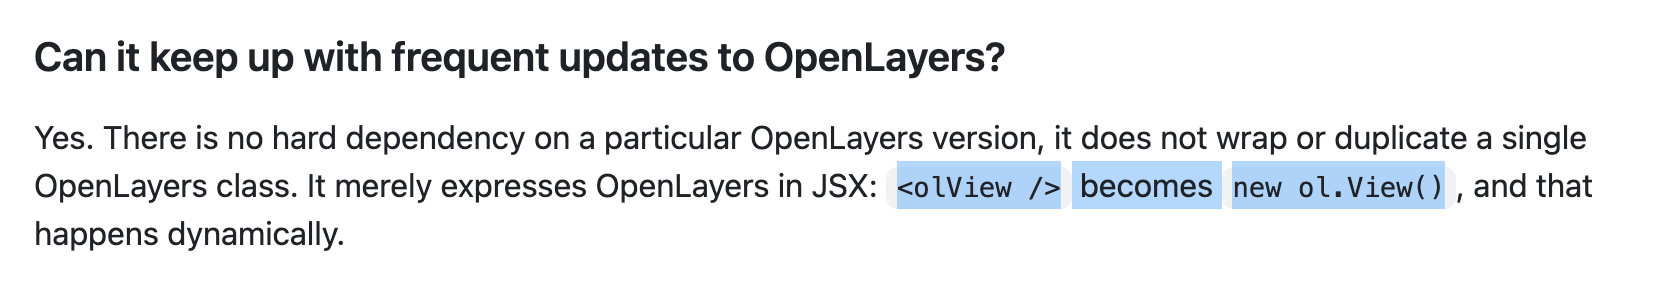 Can it keep up with frequent updates to OpenLayers?
Yes. There is no hard dependency on a particular OpenLayers version, it does not wrap or duplicate a single
OpenLayers class. It merely expresses OpenLayers in JSX: <olView /> becomes new ol.View() , and that
happens dynamically.